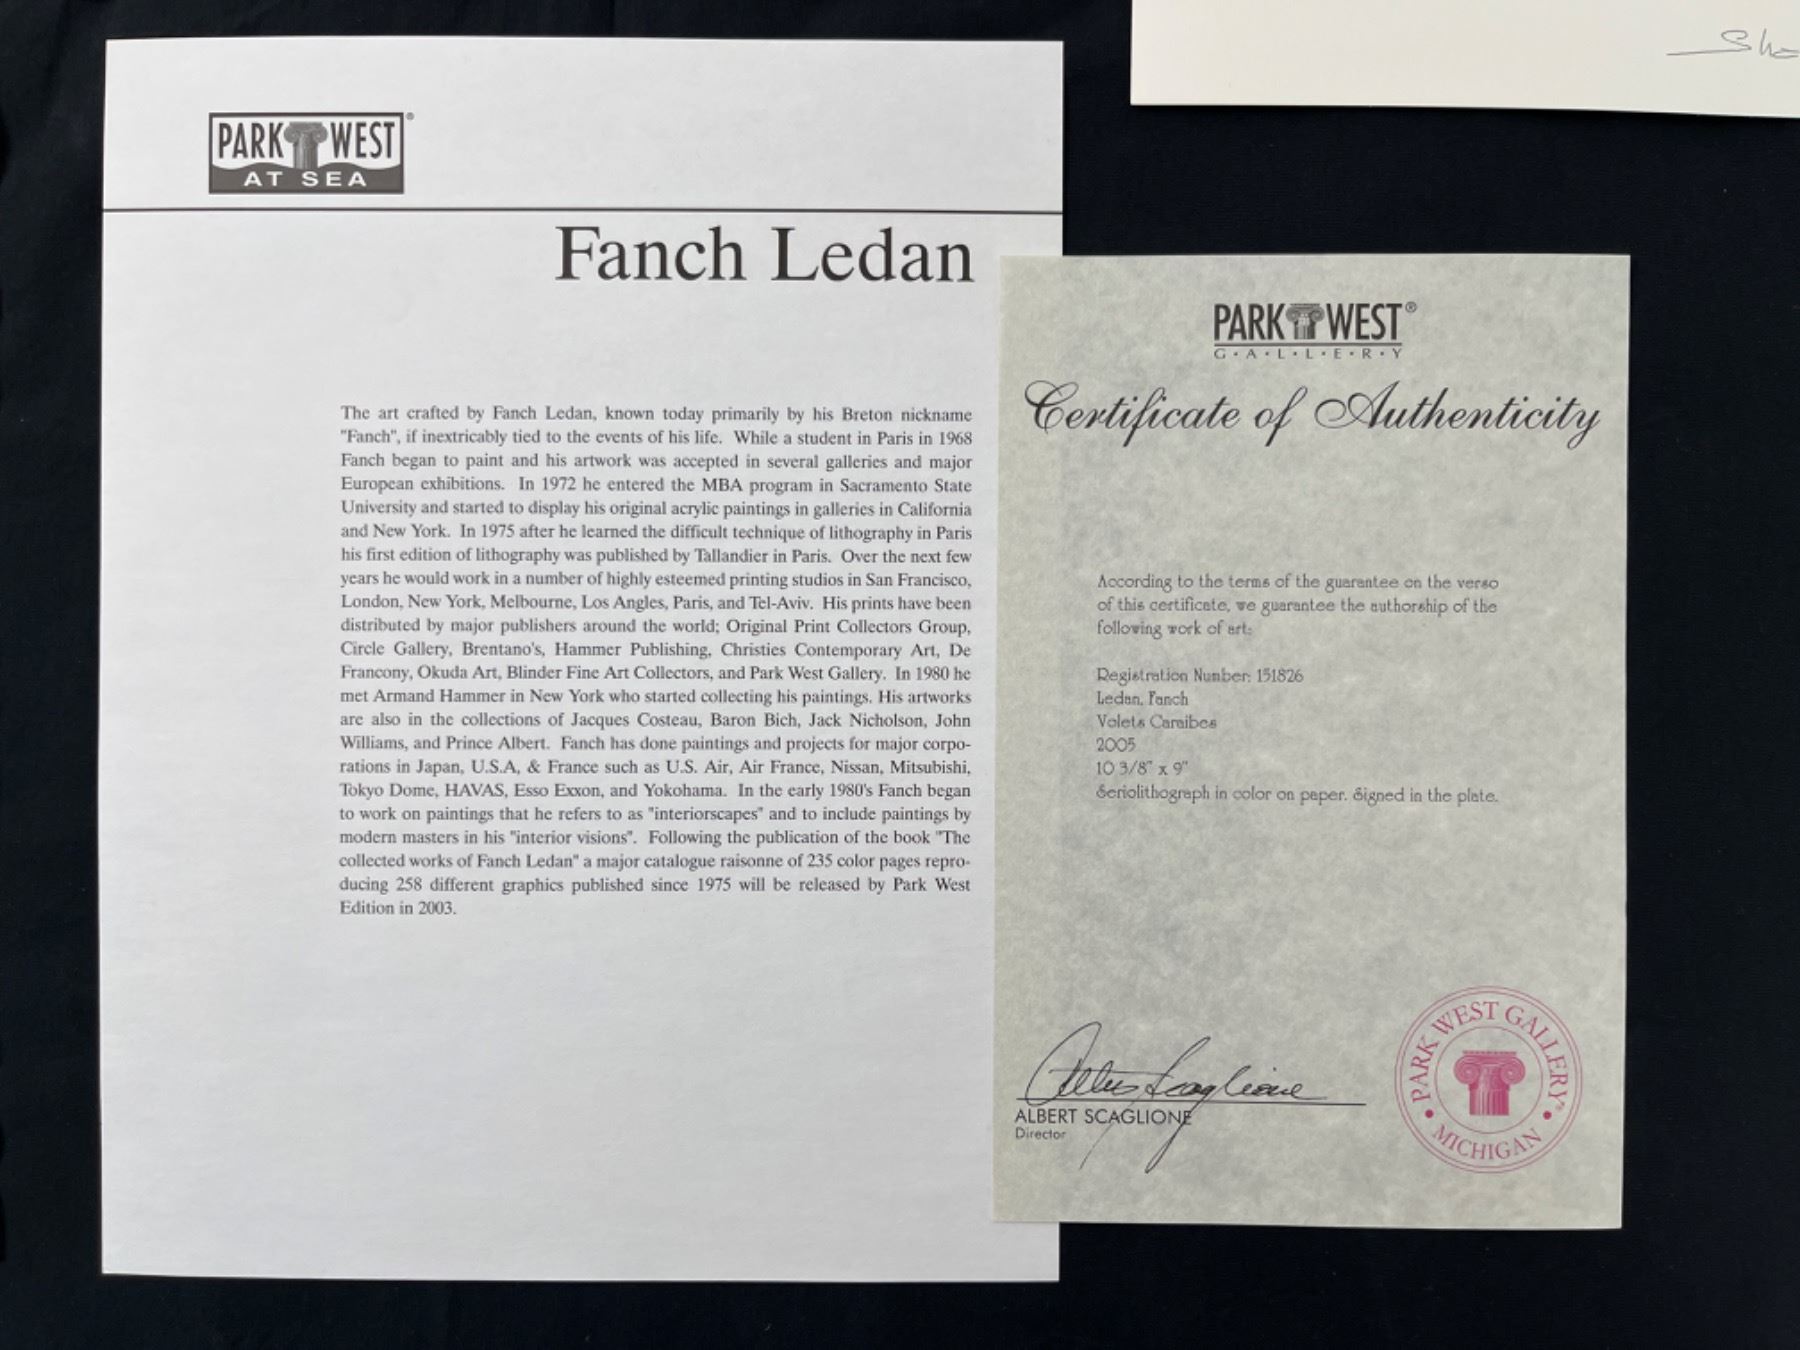 PARK WEST®
AT SEA
Fanch Ledan
The art crafted by Fanch Ledan, known today primarily by his Breton nickname
"Fanch", if inextricably tied to the events of his life. While a student in Paris in 1968
Fanch began to paint and his artwork was accepted in several galleries and major
European exhibitions. In 1972 he entered the MBA program in Sacramento State
University and started to display his original acrylic paintings in galleries in California
and New York. In 1975 after he learned the difficult technique of lithography in Paris
his first edition of lithography was published by Tallandier in Paris. Over the next few
years he would work in a number of highly esteemed printing studios in San Francisco,
London, New York, Melbourne, Los Angles, Paris, and Tel-Aviv. His prints have been
distributed by major publishers around the world; Original Print Collectors Group,
Circle Gallery, Brentano's, Hammer Publishing, Christies Contemporary Art, De
Francony, Okuda Art, Blinder Fine Art Collectors, and Park West Gallery. In 1980 he
met Armand Hammer in New York who started collecting his paintings. His artworks
are also in the collections of Jacques Costeau, Baron Bich, Jack Nicholson, John
Williams, and Prince Albert. Fanch has done paintings and projects for major corpo-
rations in Japan, U.S.A, & France such as U.S. Air, Air France, Nissan, Mitsubishi,
Tokyo Dome, HAVAS, Esso Exxon, and Yokohama. In the early 1980's Fanch began
to work on paintings that he refers to as "interiorscapes" and to include paintings by
modern masters in his "interior visions". Following the publication of the book "The
collected works of Fanch Ledan" a major catalogue raisonne of 235 color pages repro-
ducing 258 different graphics published since 1975 will be released by Park West
Edition in 2003.
PARK WEST®
G·A·L·L·E·R·Y
Certificate of Authenticity
According to the terms of the guarantee on the verso
of this certificate, we guarantee the authorship of the
following work of art:
Registration Number: 151826
Ledan, Fanch
Volets Caraibes
2005
10 3/8" x 9"
Seriolithograph in color on paper. Signed in the plate.
Albert Scaglione
ALBERT SCAGLIONE
Director
PARK WEST GALLERY®
• MICHIGAN •